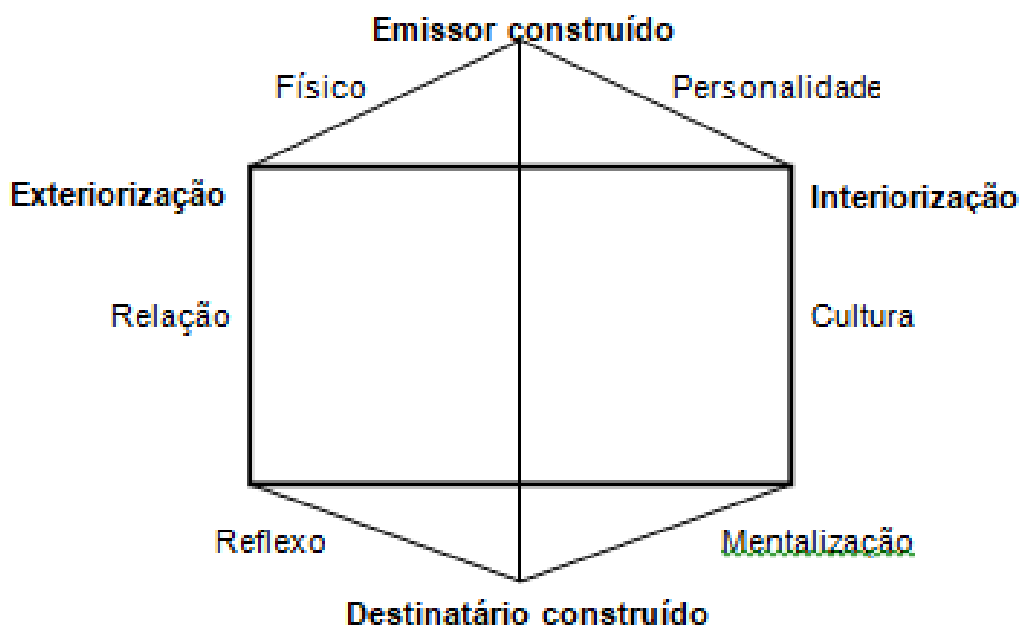 Emissor construído
Físico
Personalidade
Exteriorização
Interiorização
Relação
Cultura
Reflexo
Mentalização
Destinatário construído